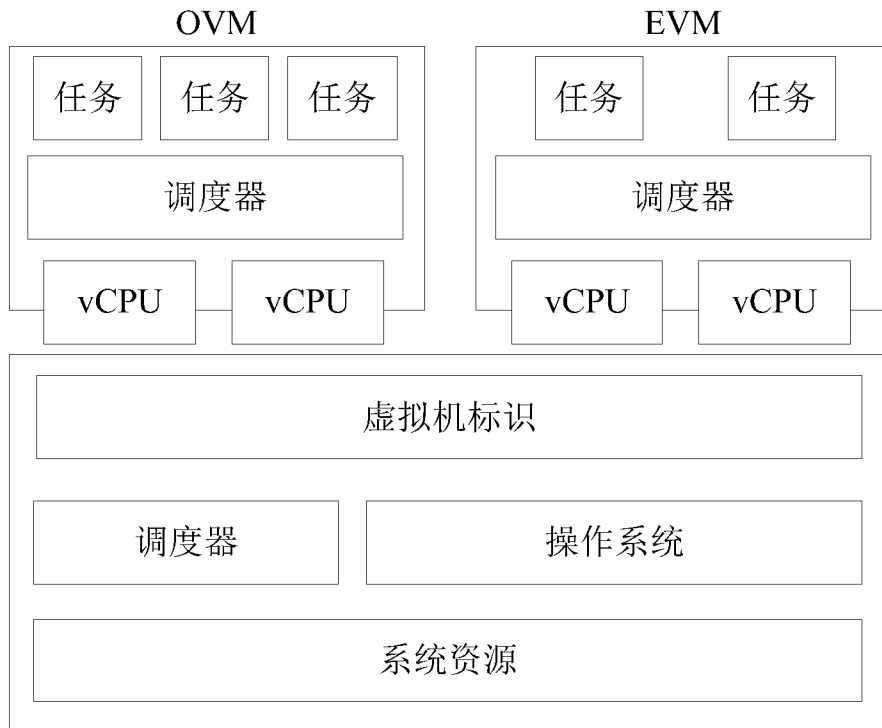 OVM
EVM
任务 任务 任务
任务 任务
调度器
调度器
vCPU vCPU
vCPU vCPU
虚拟机标识
调度器
操作系统
系统资源